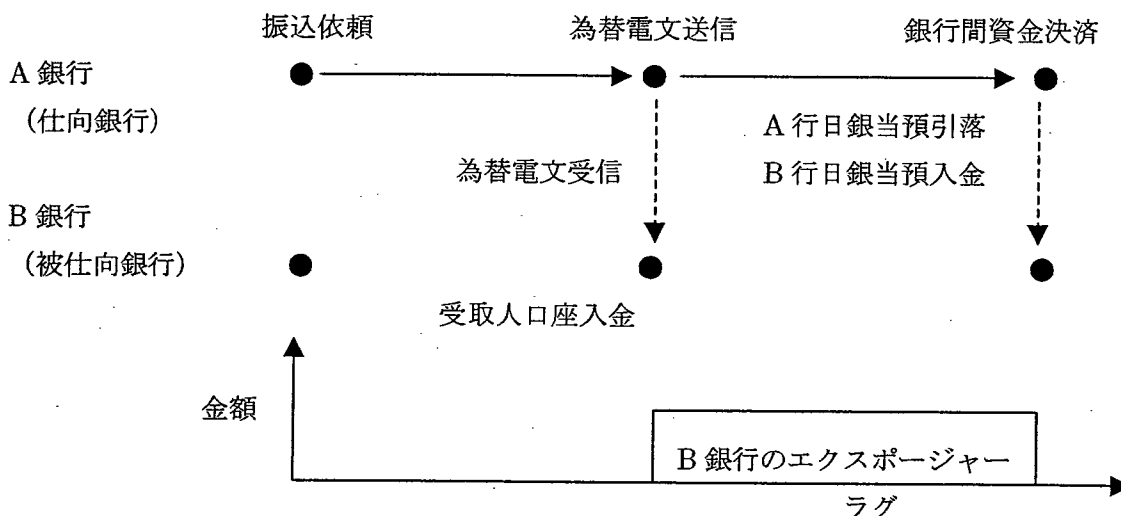 振込依頼 為替電文送信 銀行間資金決済
A 銀行
(仕向銀行)
A 行日銀当預引落
為替電文受信 B 行日銀当預入金
B 銀行
(被仕向銀行)
受取人口座入金
金額
B 銀行のエクスポージャー
ラグ